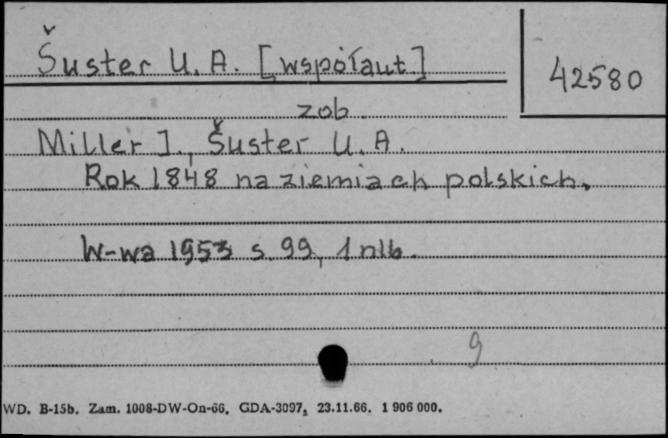 Šuster U. A. [współaut.]
42580
zob.
Miller I., Šuster U. A.
Rok 1848 na ziemiach polskich.
W-wa 1953 s. 99, 1 nlb.
9
WD. B-15b. Zam. 1008-DW-On-66. GDA-3097, 23.11.66. 1 906 000.